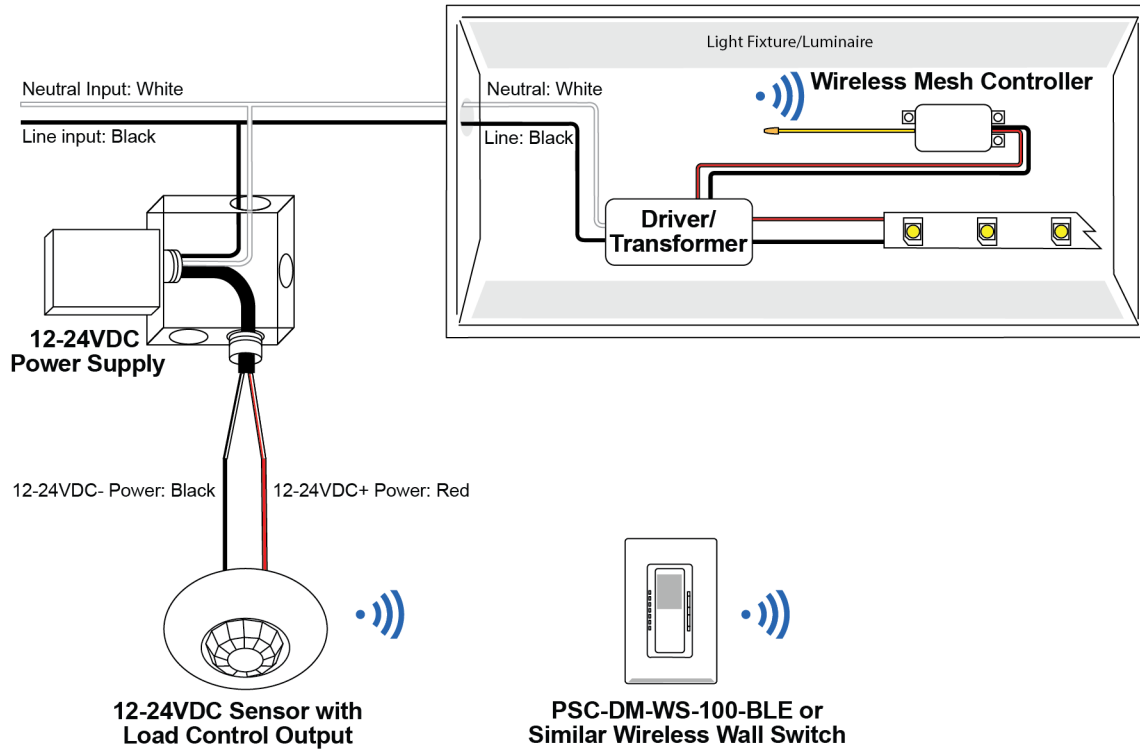 Light Fixture/Luminaire
Neutral Input: White
Neutral: White
Wireless Mesh Controller
Line input: Black
Line: Black
Driver/
Transformer
12-24VDC
Power Supply
12-24VDC- Power: Black
12-24VDC+ Power: Red
12-24VDC Sensor with
Load Control Output
PSC-DM-WS-100-BLE or
Similar Wireless Wall Switch